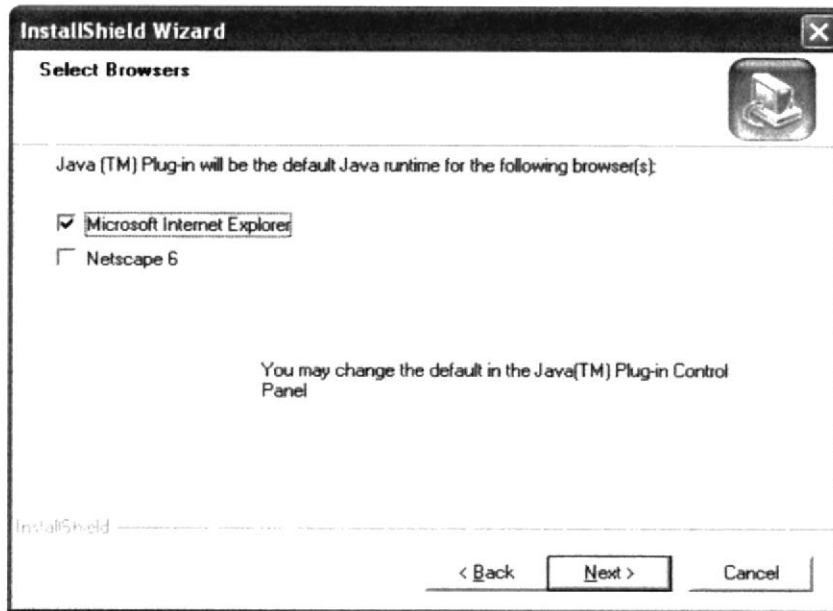 InstallShield Wizard
Select Browsers
Java (TM) Plug-in will be the default Java runtime for the following browser(s):
Microsoft Internet Explorer
Netscape 6
You may change the default in the Java(TM) Plug-in Control
Panel
InstallShield
< Back Next > Cancel